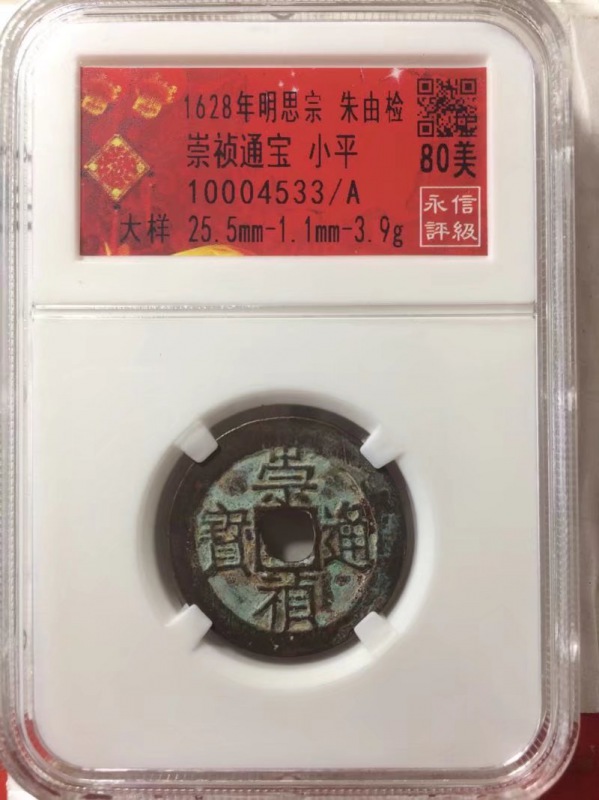 1628年明思宗 朱由检
崇祯通宝 小平
10004533/A
大样 25.5mm-1.1mm-3.9g
80美
永信
評級
崇禎通寶